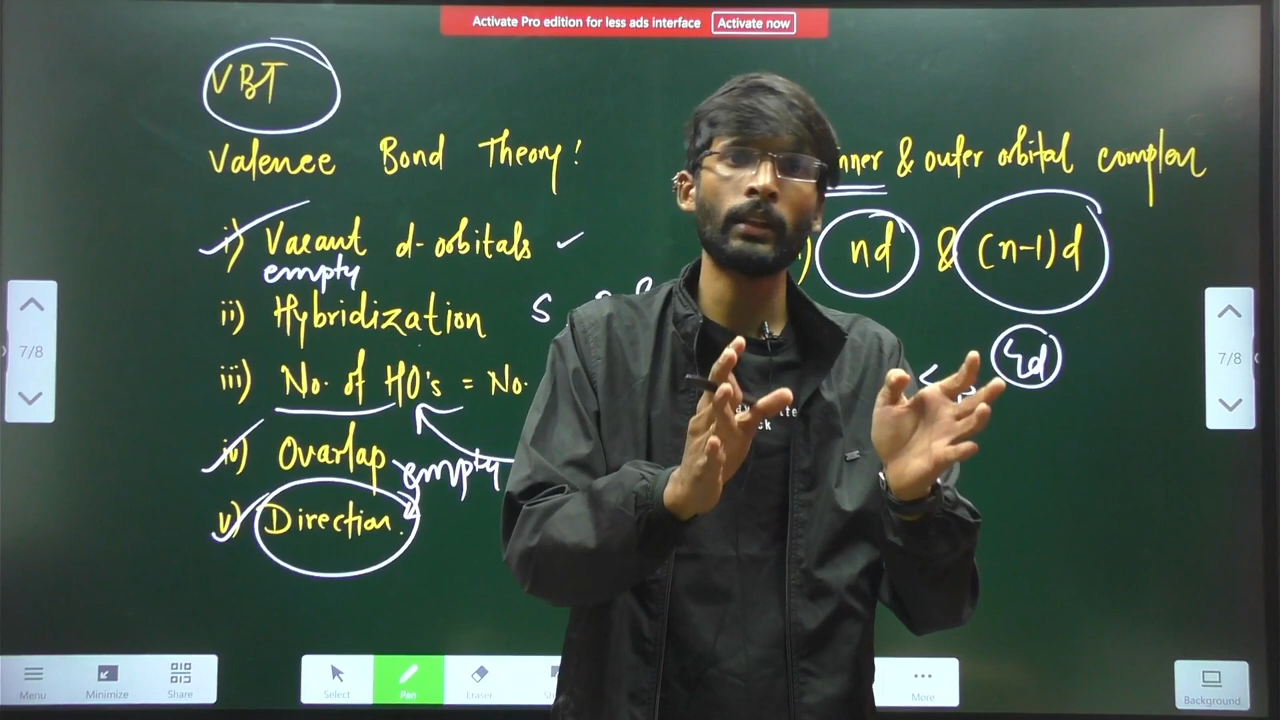 Activate Pro edition for less ads interface Activate now
VBT
Valence Bond Theory!
i) Vacant d-orbitals
empty
ii) Hybridization s
iii) No. of HO's = No.
iv) Overlap empty
v) Direction.
nner & outer orbital complex
nd & (n-1)d
7/8
7/8
Menu Minimize Share
Select Pen Eraser
More
Background